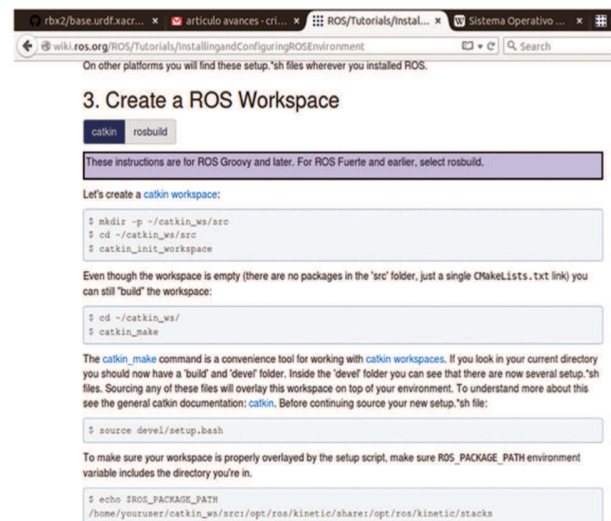 rbx2/base.urdf.xacr... × articulo avances - cri... × ROS/Tutorials/Instal... × Sistema Operativo ... ×
wiki.ros.org/ROS/Tutorials/InstallingandConfiguringROSEnvironment Search
On other platforms you will find these setup.*sh files wherever you installed ROS.
3. Create a ROS Workspace
catkin rosbuild
These instructions are for ROS Groovy and later. For ROS Fuerte and earlier, select rosbuild.
Let's create a catkin workspace:
$ mkdir -p ~/catkin_ws/src
$ cd ~/catkin_ws/src
$ catkin_init_workspace
Even though the workspace is empty (there are no packages in the 'src' folder, just a single CMakeLists.txt link) you
can still "build" the workspace:
$ cd ~/catkin_ws/
$ catkin_make
The catkin_make command is a convenience tool for working with catkin workspaces. If you look in your current directory
you should now have a 'build' and 'devel' folder. Inside the 'devel' folder you can see that there are now several setup.*sh
files. Sourcing any of these files will overlay this workspace on top of your environment. To understand more about this
see the general catkin documentation: catkin. Before continuing source your new setup.*sh file:
$ source devel/setup.bash
To make sure your workspace is properly overlayed by the setup script, make sure ROS_PACKAGE_PATH environment
variable includes the directory you're in.
$ echo $ROS_PACKAGE_PATH
/home/youruser/catkin_ws/src:/opt/ros/kinetic/share:/opt/ros/kinetic/stacks